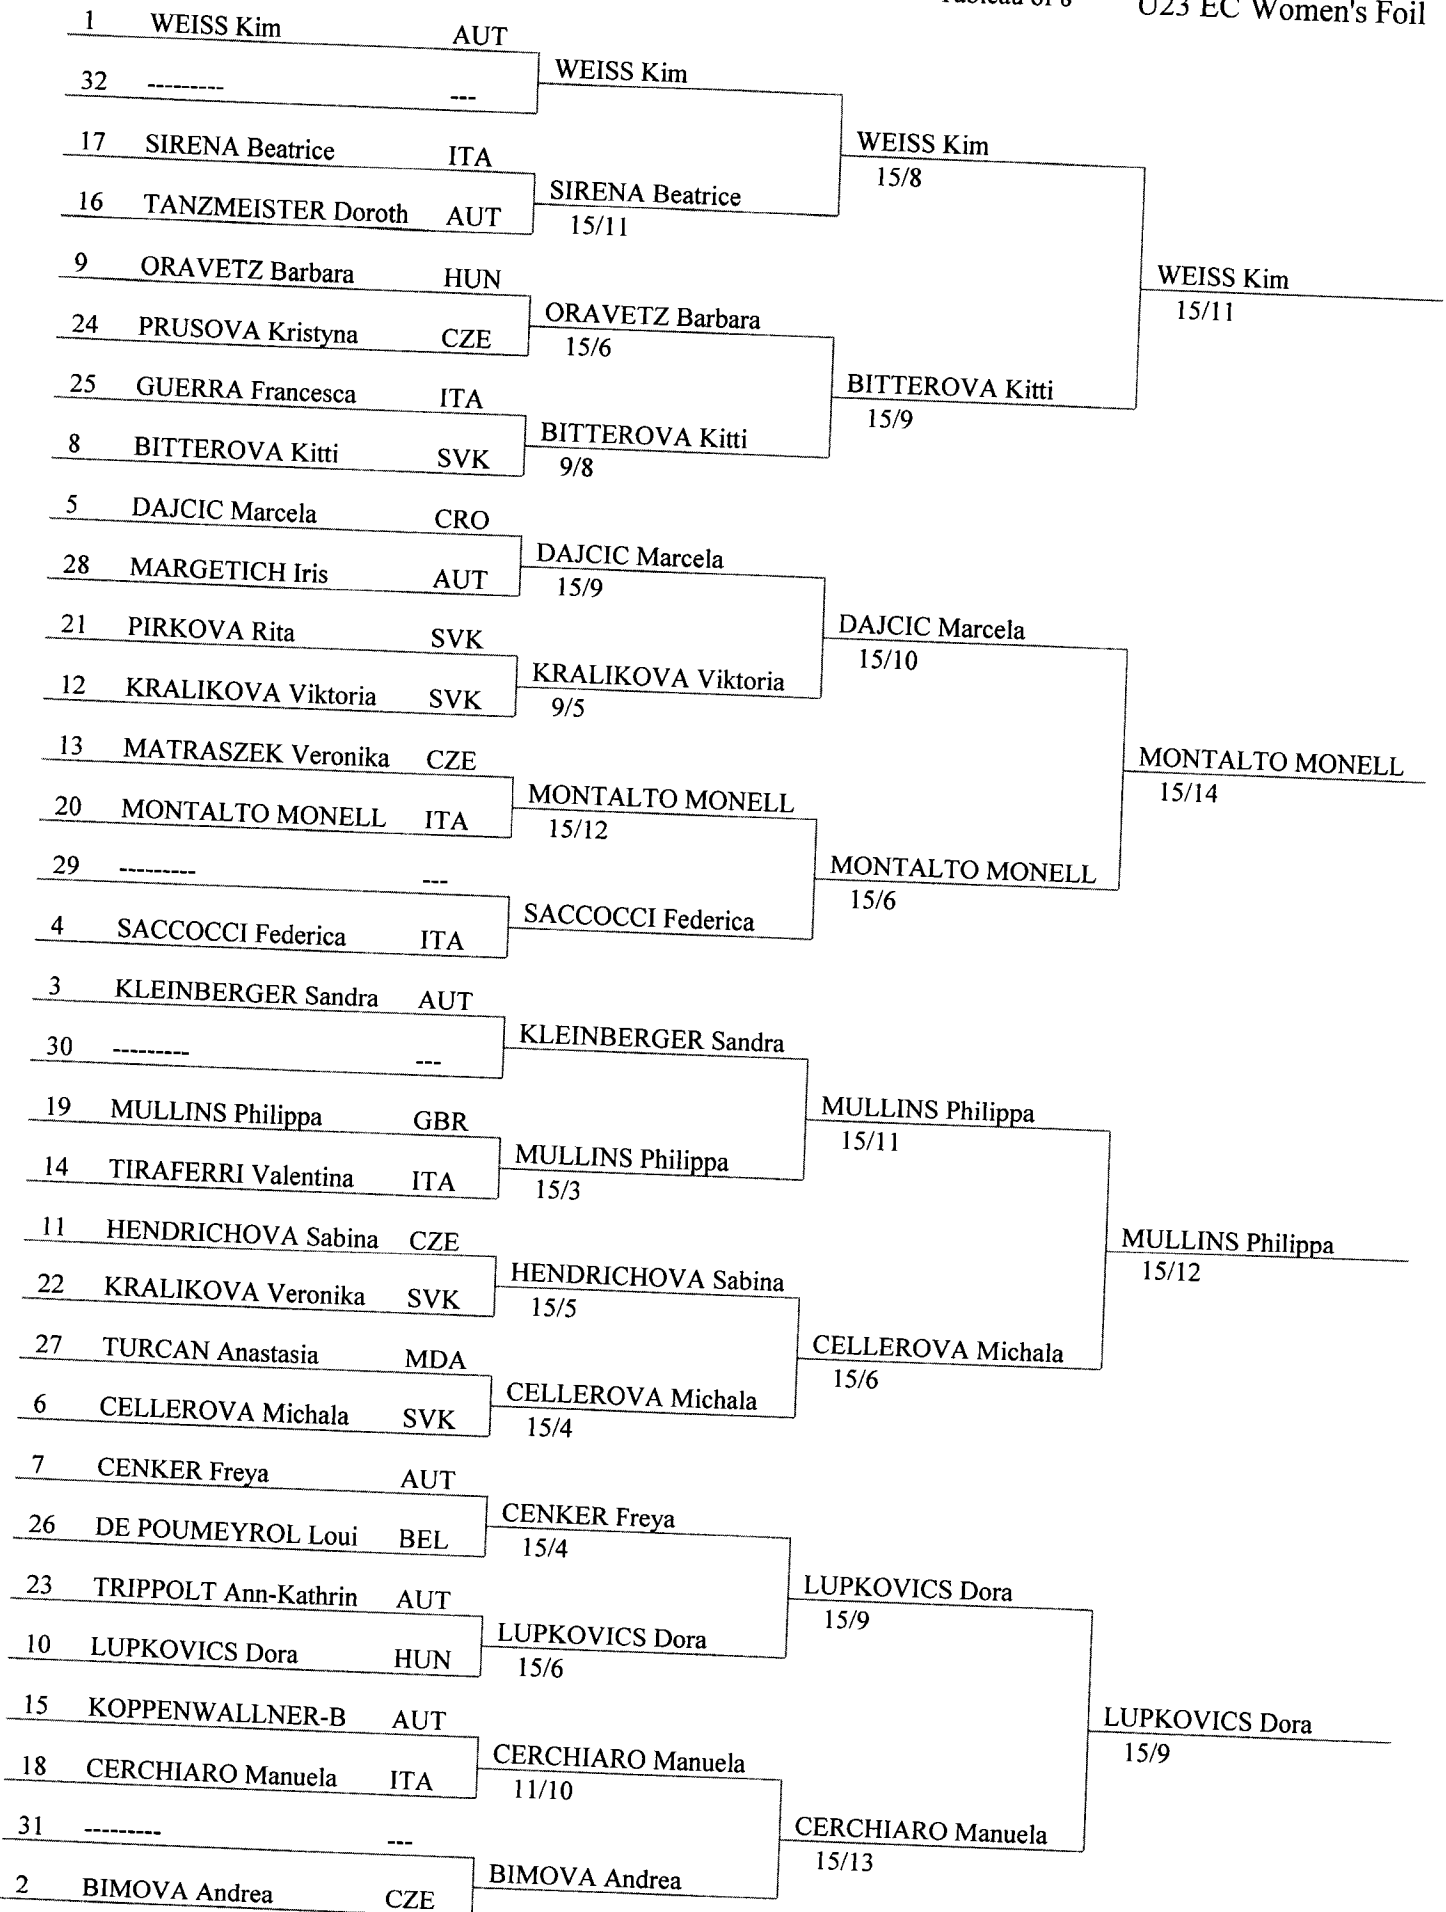 Tableau of 8 U23 EC Women's Foil
1 WEISS Kim AUT
WEISS Kim
32 --------- ---
WEISS Kim
15/8
17 SIRENA Beatrice ITA
SIRENA Beatrice
15/11
16 TANZMEISTER Doroth AUT
WEISS Kim
15/11
9 ORAVETZ Barbara HUN
ORAVETZ Barbara
15/6
24 PRUSOVA Kristyna CZE
BITTEROVA Kitti
15/9
25 GUERRA Francesca ITA
BITTEROVA Kitti
9/8
8 BITTEROVA Kitti SVK
5 DAJCIC Marcela CRO
DAJCIC Marcela
15/9
28 MARGETICH Iris AUT
DAJCIC Marcela
15/10
21 PIRKOVA Rita SVK
KRALIKOVA Viktoria
9/5
12 KRALIKOVA Viktoria SVK
MONTALTO MONELL
15/14
13 MATRASZEK Veronika CZE
MONTALTO MONELL
15/12
20 MONTALTO MONELL ITA
MONTALTO MONELL
15/6
29 --------- ---
SACCOCCI Federica
4 SACCOCCI Federica ITA
3 KLEINBERGER Sandra AUT
KLEINBERGER Sandra
30 --------- ---
MULLINS Philippa
15/11
19 MULLINS Philippa GBR
MULLINS Philippa
15/3
14 TIRAFERRI Valentina ITA
MULLINS Philippa
15/12
11 HENDRICHOVA Sabina CZE
HENDRICHOVA Sabina
15/5
22 KRALIKOVA Veronika SVK
CELLEROVA Michala
15/6
27 TURCAN Anastasia MDA
CELLEROVA Michala
15/4
6 CELLEROVA Michala SVK
7 CENKER Freya AUT
CENKER Freya
15/4
26 DE POUMEYROL Loui BEL
LUPKOVICS Dora
15/9
23 TRIPPOLT Ann-Kathrin AUT
LUPKOVICS Dora
15/6
10 LUPKOVICS Dora HUN
LUPKOVICS Dora
15/9
15 KOPPENWALLNER-B AUT
CERCHIARO Manuela
11/10
18 CERCHIARO Manuela ITA
CERCHIARO Manuela
15/13
31 --------- ---
BIMOVA Andrea
2 BIMOVA Andrea CZE